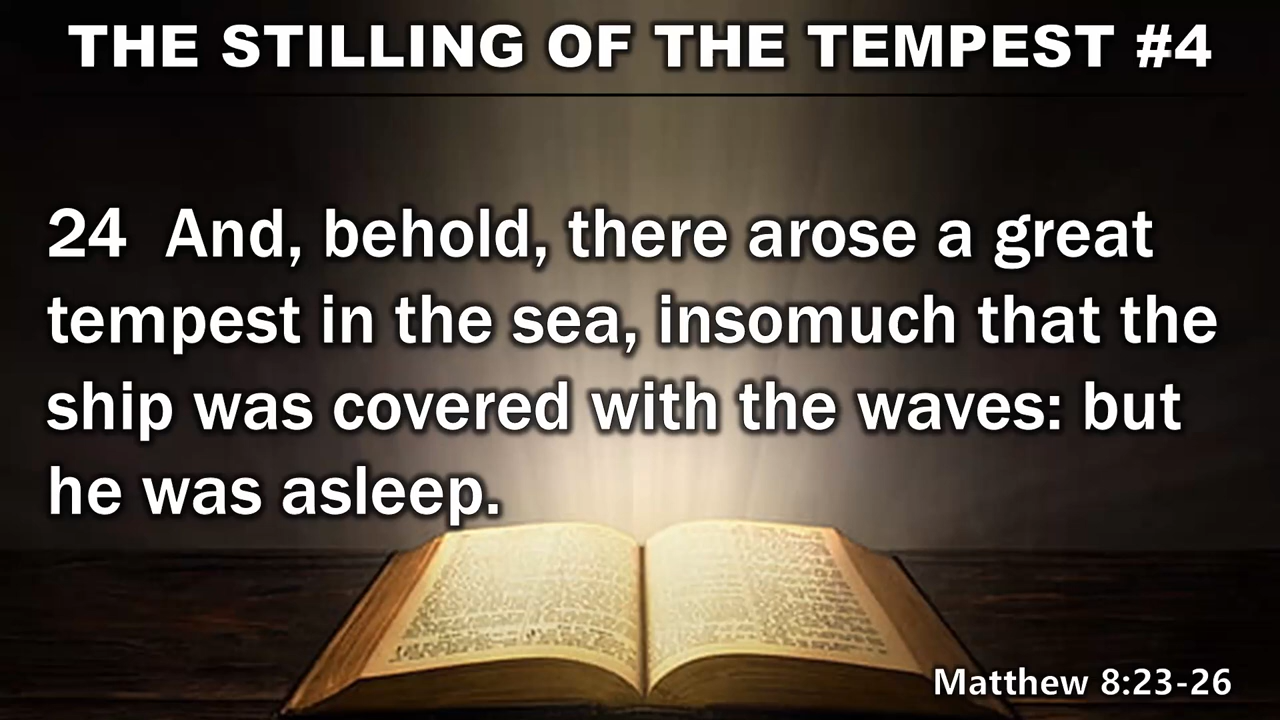 THE STILLING OF THE TEMPEST #4
24 And, behold, there arose a great
tempest in the sea, insomuch that the
ship was covered with the waves: but
he was asleep.
Matthew 8:23-26